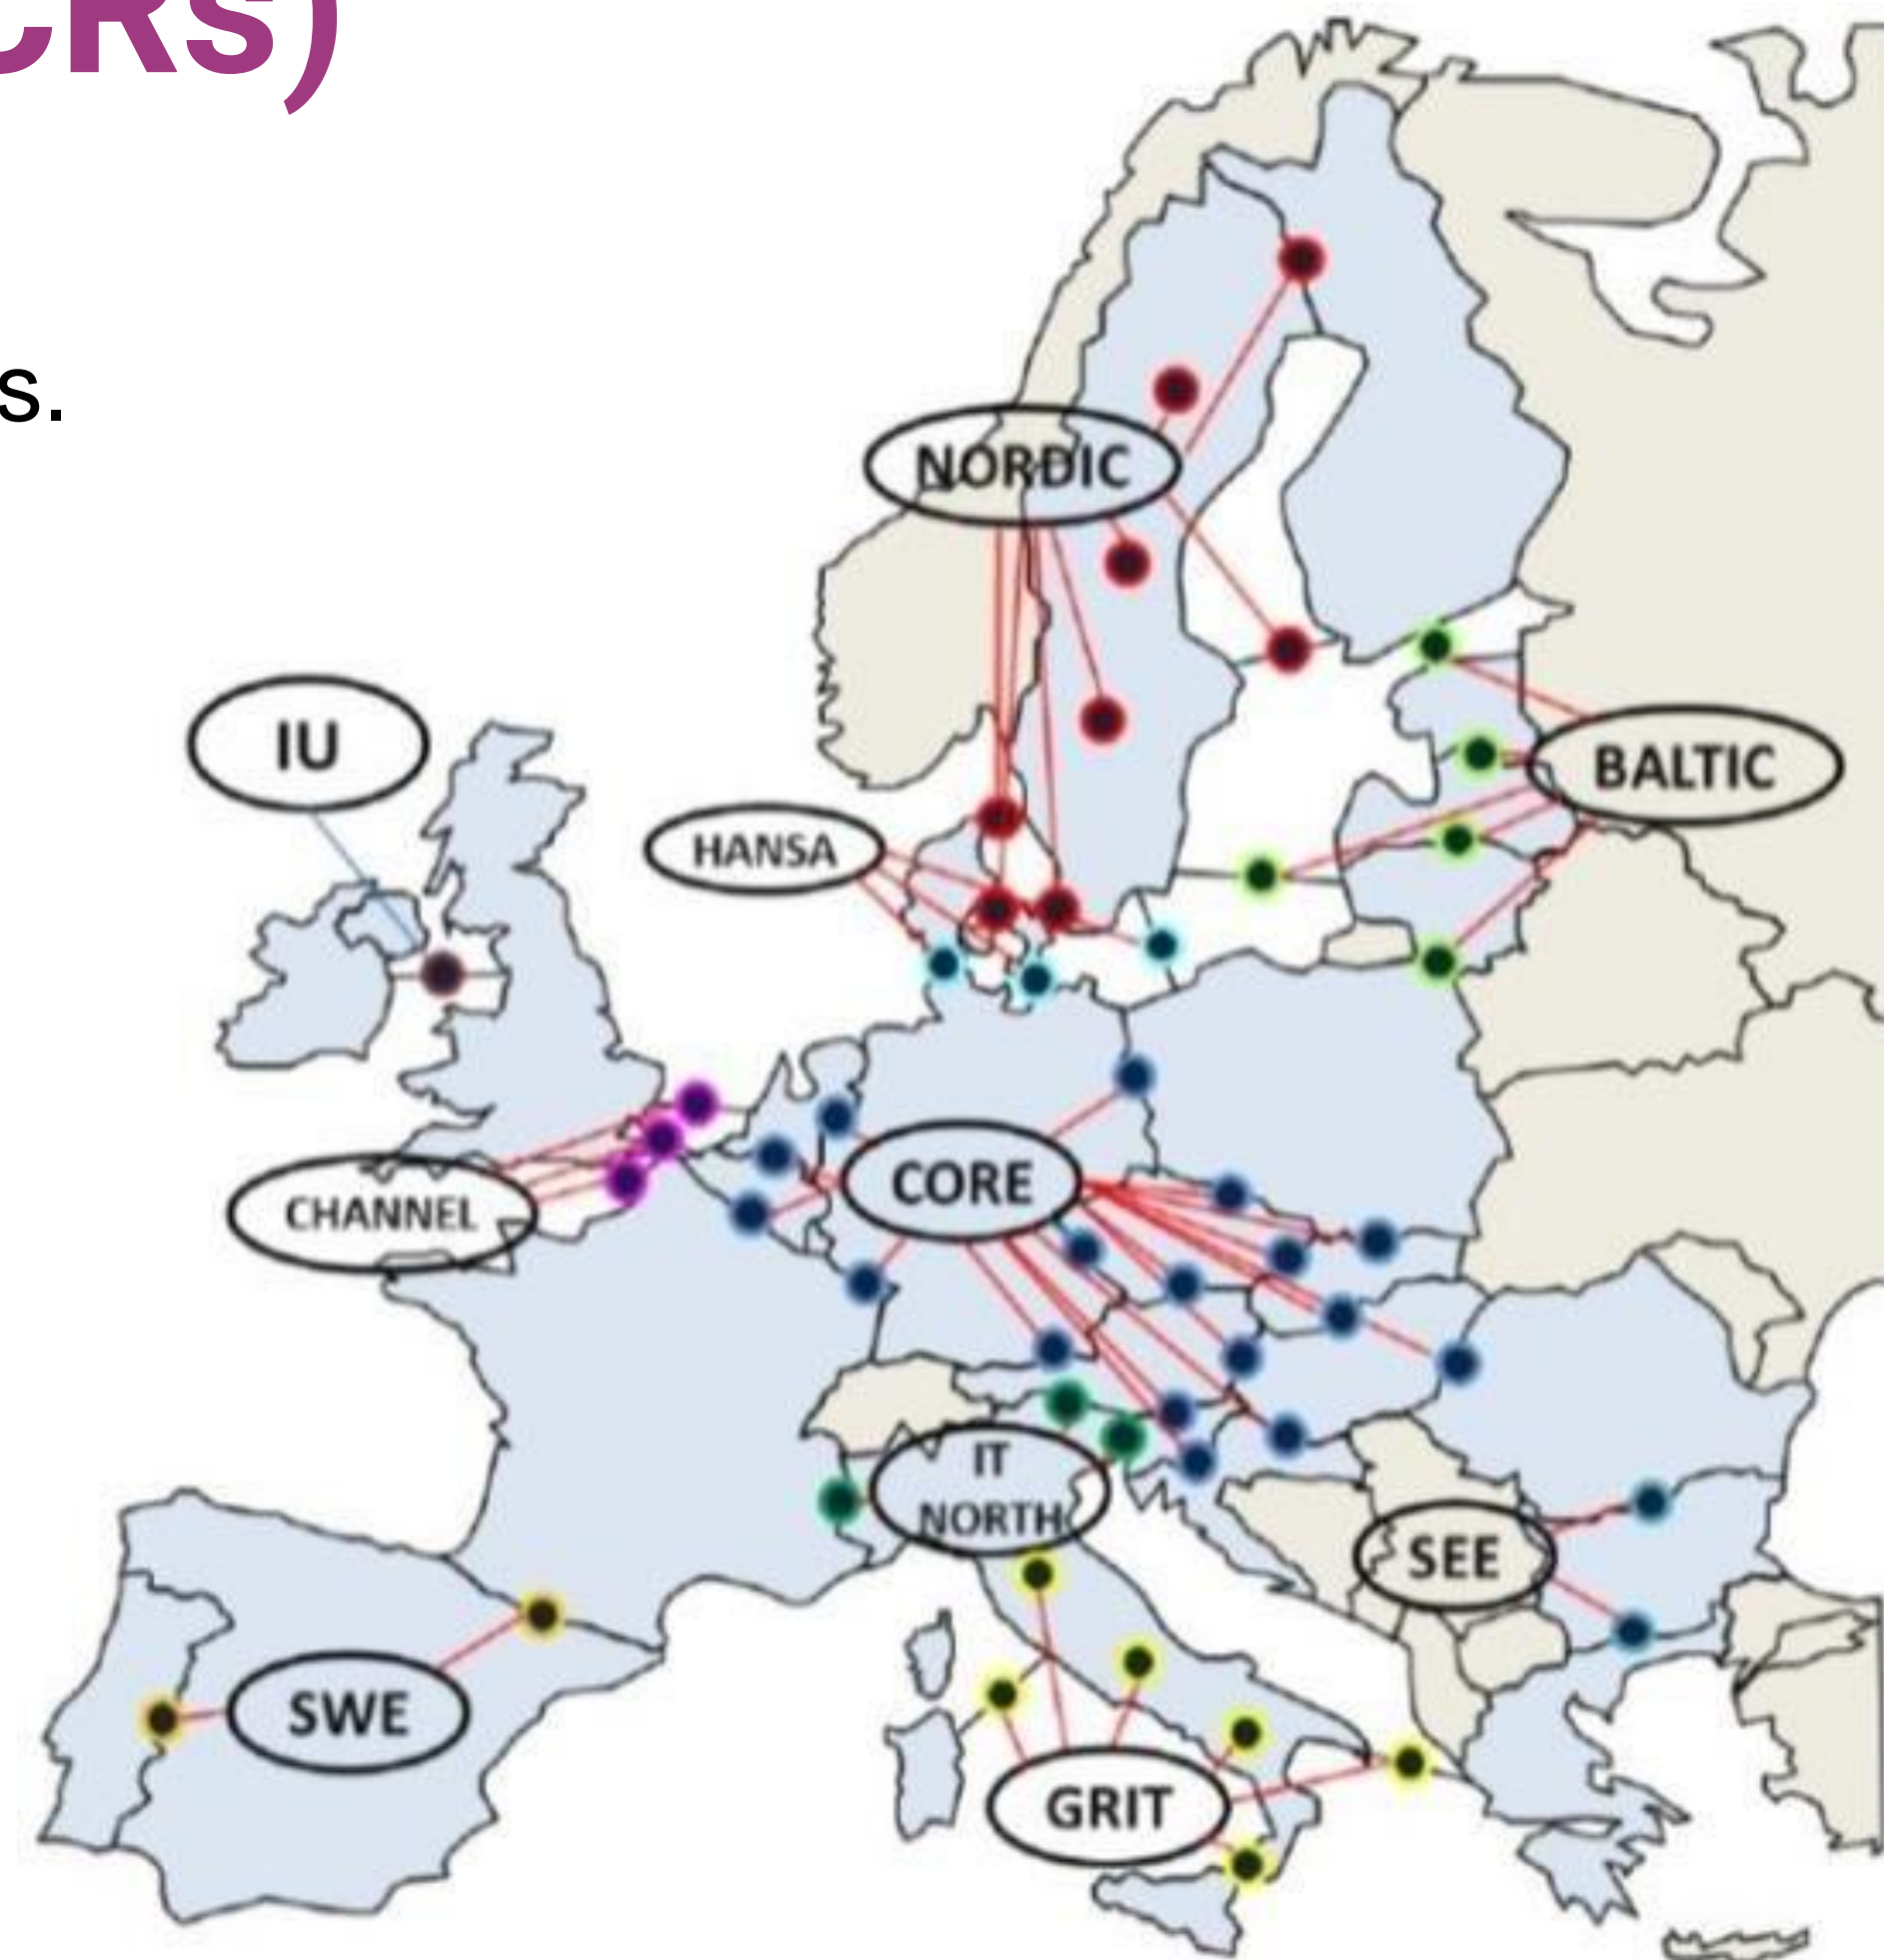 CRs)
s.
NORDIC
IU
BALTIC
HANSA
CORE
CHANNEL
IT
NORTH
SEE
SWE
GRIT